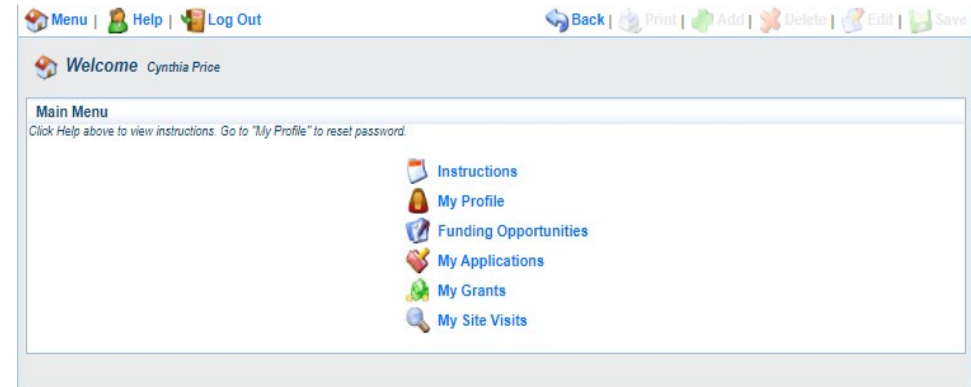 Menu | Help | Log Out Back | Print | Add | Delete | Edit | Save
Welcome Cynthia Price
Main Menu
Click Help above to view instructions. Go to "My Profile" to reset password.
Instructions
My Profile
Funding Opportunities
My Applications
My Grants
My Site Visits